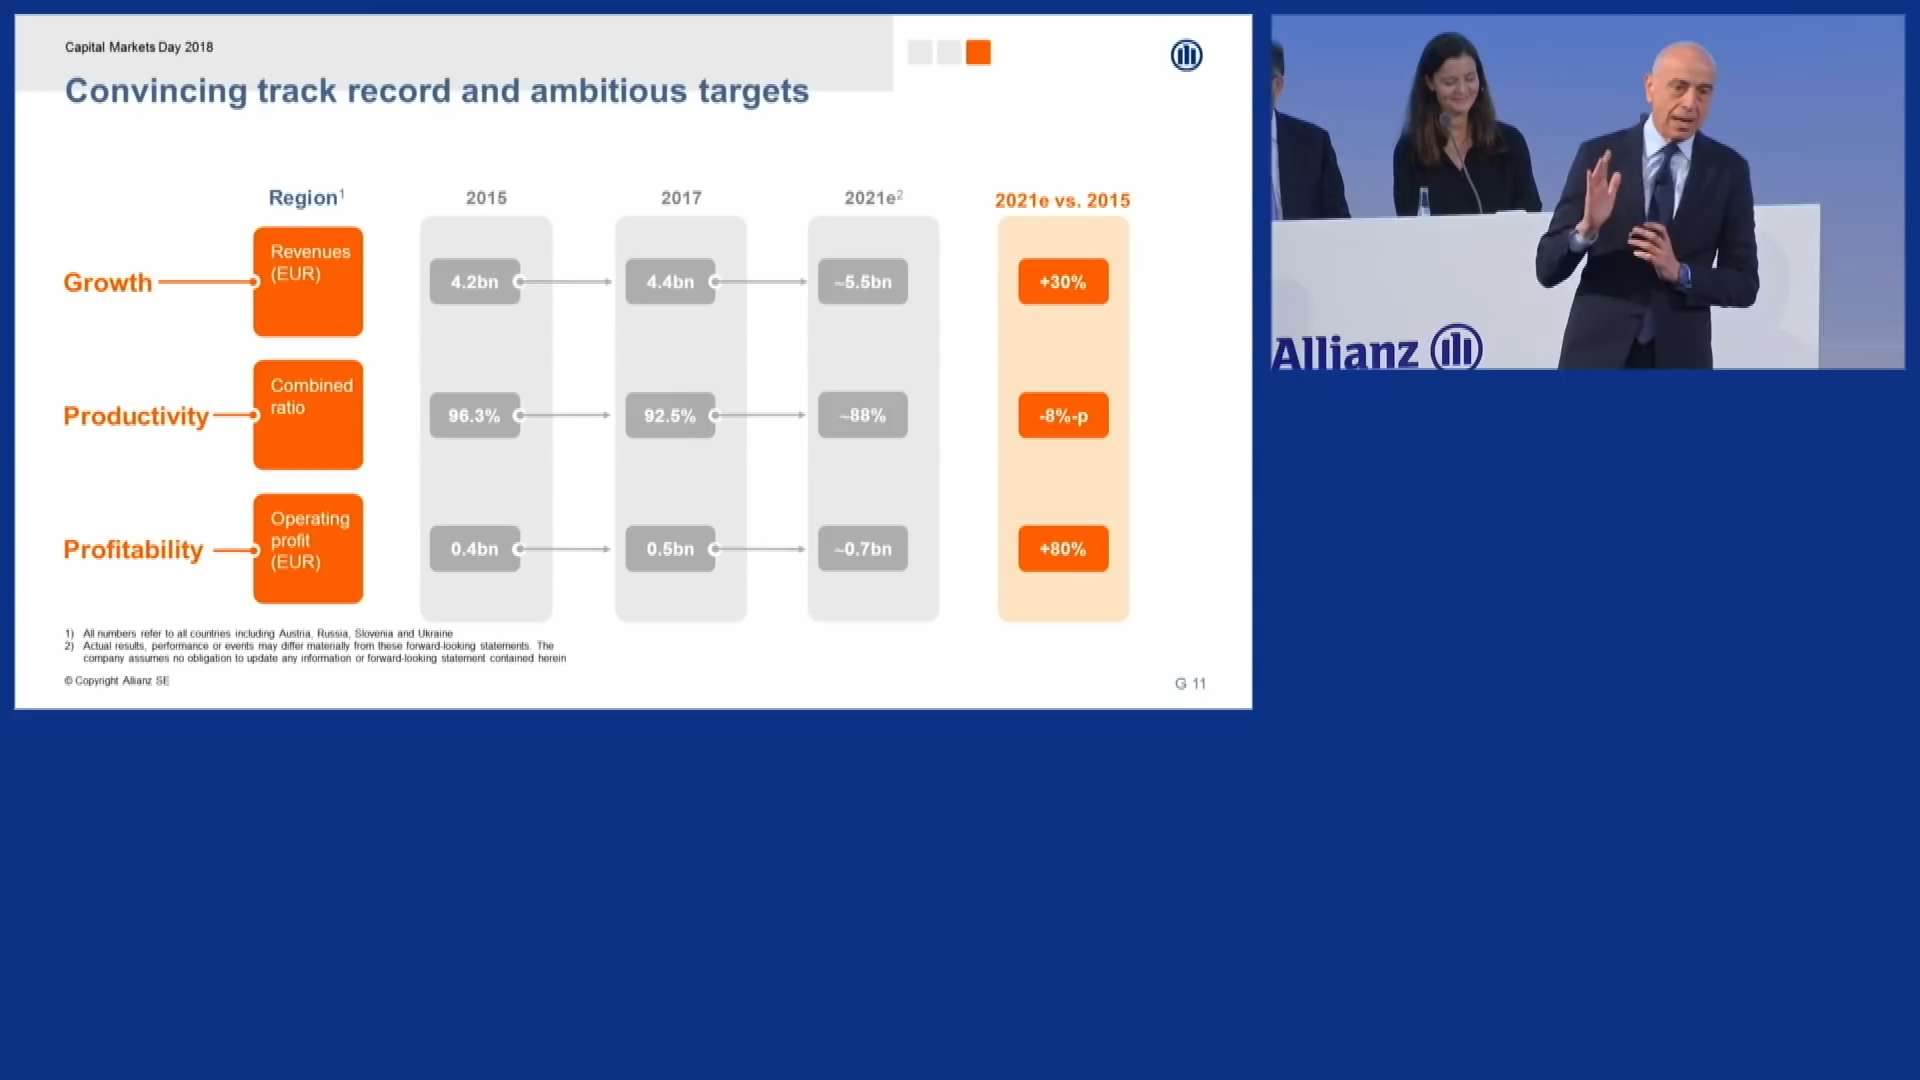 Capital Markets Day 2018
Convincing track record and ambitious targets
Region1
2015
2017
2021e2
2021e vs. 2015
Growth
Revenues
(EUR)
4.2bn
4.4bn
~5.5bn
+30%
Productivity
Combined
ratio
96.3%
92.5%
~88%
-8%-p
Profitability
Operating
profit
(EUR)
0.4bn
0.5bn
~0.7bn
+80%
1) All numbers refer to all countries including Austria, Russia, Slovenia and Ukraine
2) Actual results, performance or events may differ materially from these forward-looking statements. The
company assumes no obligation to update any information or forward-looking statement contained herein
© Copyright Allianz SE
G 11
Allianz